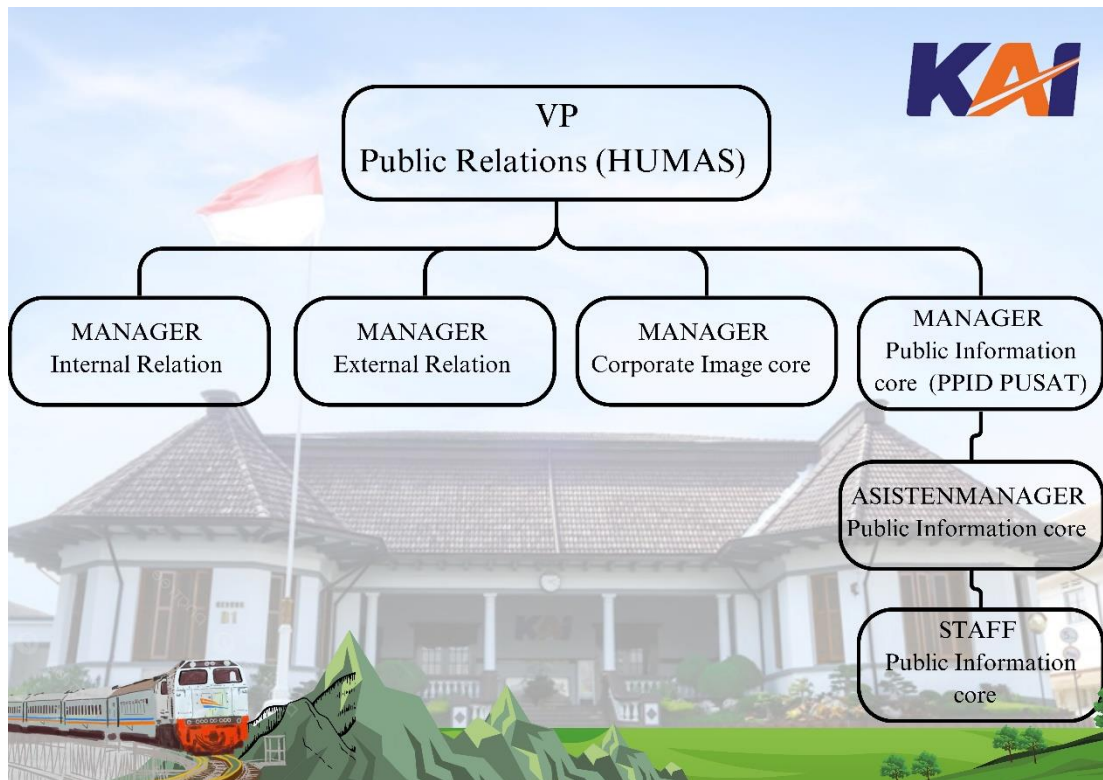 KAI
VP
Public Relations (HUMAS)
MANAGER
Internal Relation
MANAGER
External Relation
MANAGER
Corporate Image core
MANAGER
Public Information
core (PPID PUSAT)
ASISTENMANAGER
Public Information core
STAFF
Public Information
core
KAI